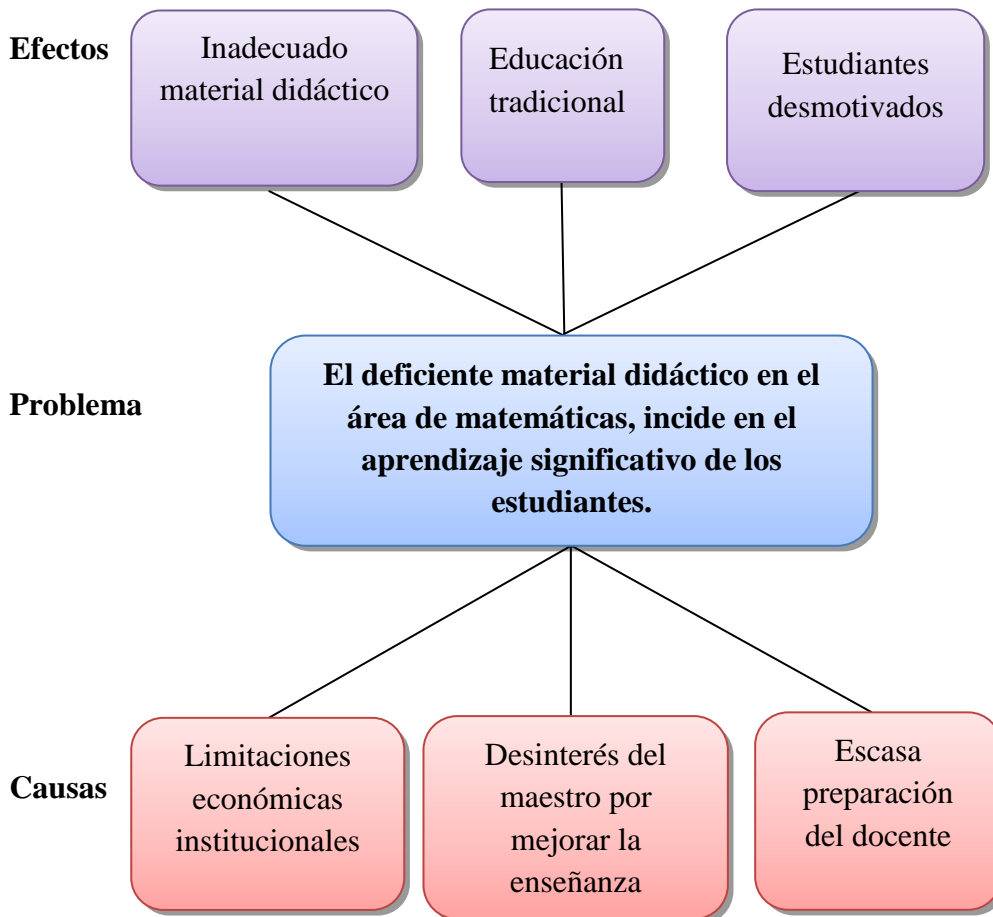 Efectos
Inadecuado
material didáctico
Educación
tradicional
Estudiantes
desmotivados
Problema
El deficiente material didáctico en el
área de matemáticas, incide en el
aprendizaje significativo de los
estudiantes.
Causas
Limitaciones
económicas
institucionales
Desinterés del
maestro por
mejorar la
enseñanza
Escasa
preparación
del docente